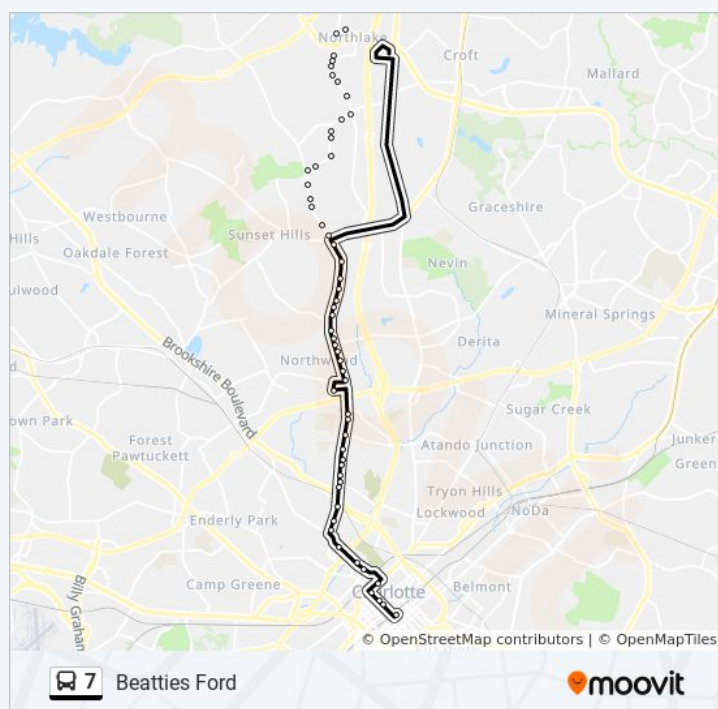 Northlake
Croft
Mallard
Westbourne
Graceshire
Hills
Sunset Hills
Oakdale Forest
Nevin
ulwood
Mineral Springs
Brookshire Boulevard
Derita
Northw
d
own Park
Sugar Creek
Forest
Pawtuckett
Atando Junction
Junker
Green
Tryon Hills
Lockwood
NoDa
Enderly Park
Billy Graham
Camp Greene
Belmont
Charlotte
© OpenStreetMap contributors | © OpenMapTiles
7 Beatties Ford
moovit